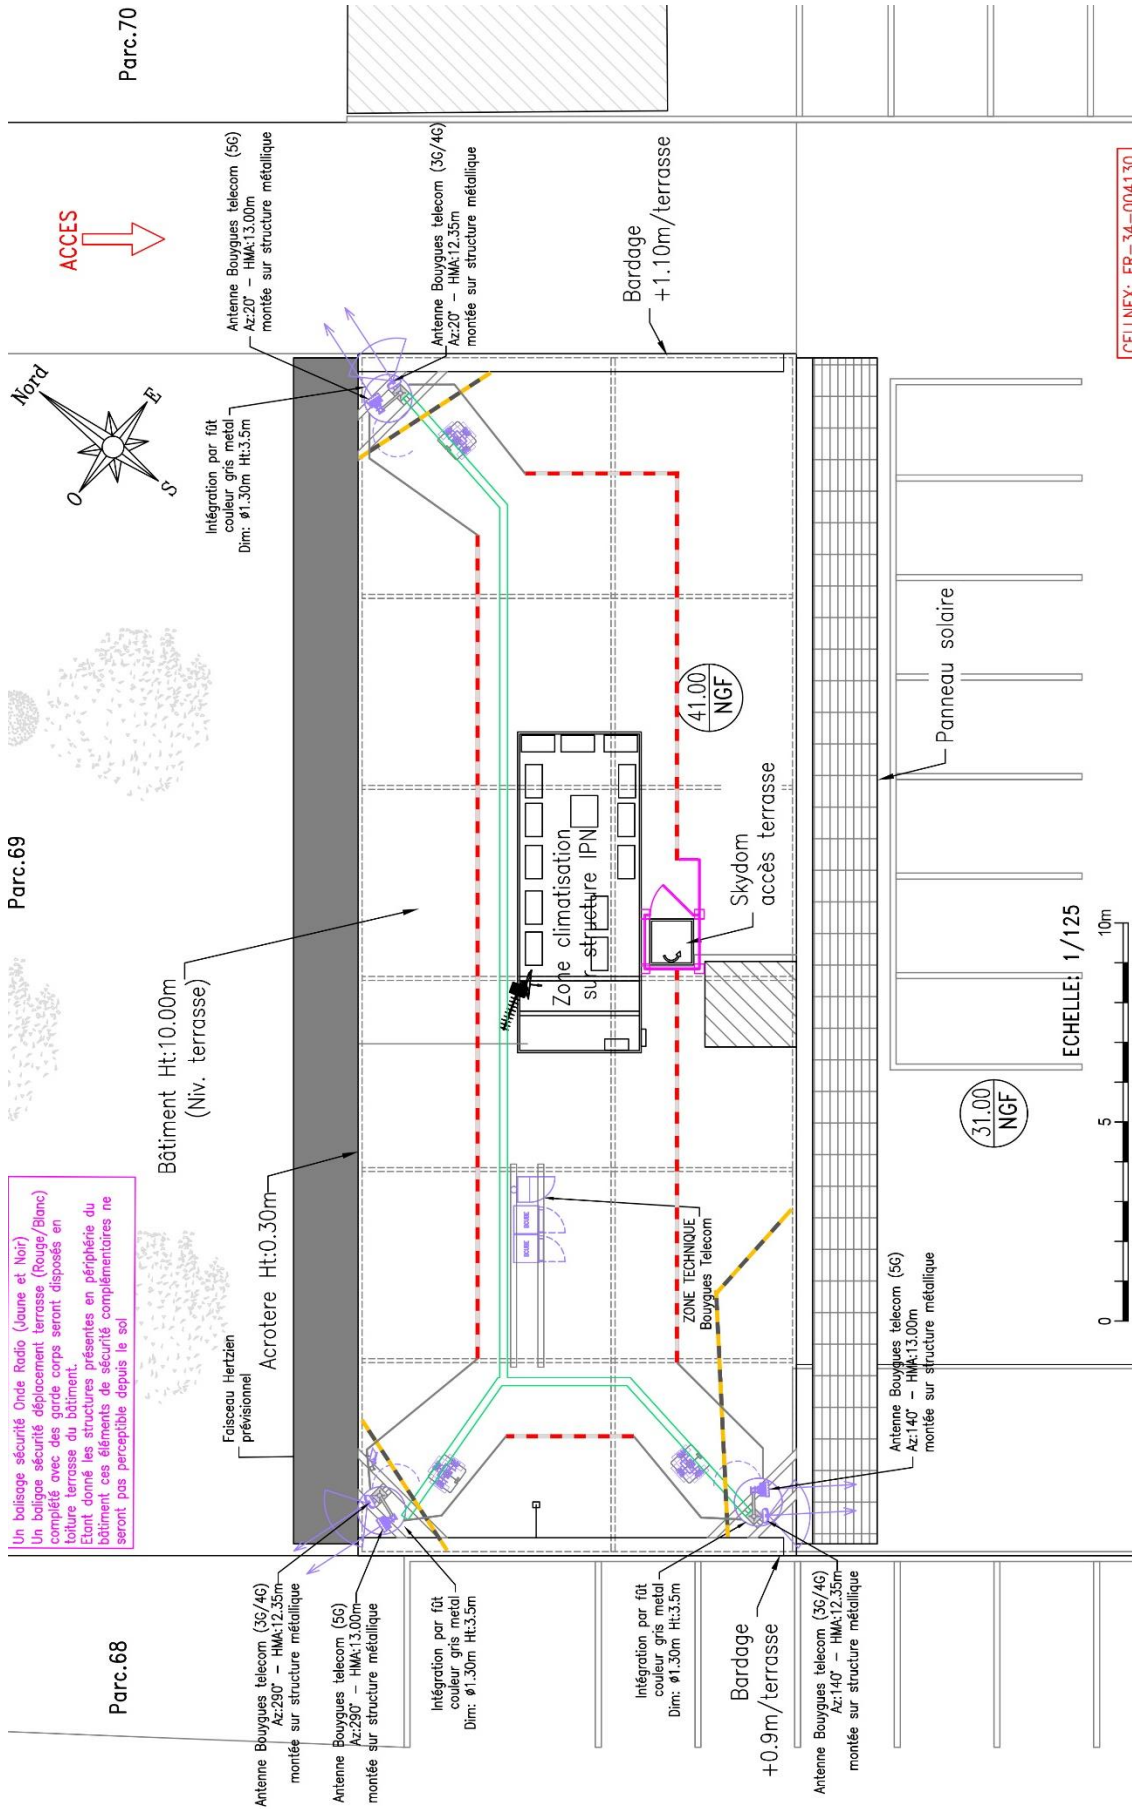 Un balisage sécurité Onde Radio (Jaune et Noir)
Un baligae sécurité déplacement terrasse (Rouge/Blanc)
complété avec des garde corps seront disposés en
toiture terrasse du bâtiment.
Etant donné les structures présentes en périphérie du
bâtiment ces éléments de sécurité complémentaires ne
seront pas perceptible depuis le sol
Parc.68
Parc.69
Parc.70
ACCES
Nord
E
S
O
Bâtiment Ht:10.00m
(Niv. terrasse)
Faisceau Hertzien
prévisionnel
Acrotere Ht:0.30m
Antenne Bouygues telecom (5G)
Az:20° - HMA:13.00m
montée sur structure métallique
Antenne Bouygues telecom (3G/4G)
Az:20° - HMA:12.35m
montée sur structure métallique
Intégration par fût
couleur gris metal
Dim: ø1.30m Ht:3.5m
Bardage
+1.10m/terrasse
Antenne Bouygues telecom (3G/4G)
Az:290° - HMA:12.35m
montée sur structure métallique
Antenne Bouygues telecom (5G)
Az:290° - HMA:13.00m
montée sur structure métallique
Intégration par fût
couleur gris metal
Dim: ø1.30m Ht:3.5m
Zone climatisation
sur structure IPN
41.00
NGF
Skydom
accès terrasse
ZONE TECHNIQUE
Bouygues Telecom
Intégration par fût
couleur gris metal
Dim: ø1.30m Ht:3.5m
Bardage
+0.9m/terrasse
Antenne Bouygues telecom (3G/4G)
Az:140° - HMA:12.35m
montée sur structure métallique
Antenne Bouygues telecom (5G)
Az:140° - HMA:13.00m
montée sur structure métallique
Panneau solaire
31.00
NGF
ECHELLE: 1/125
0
5
10m
CELLNEX: FR-34-004130